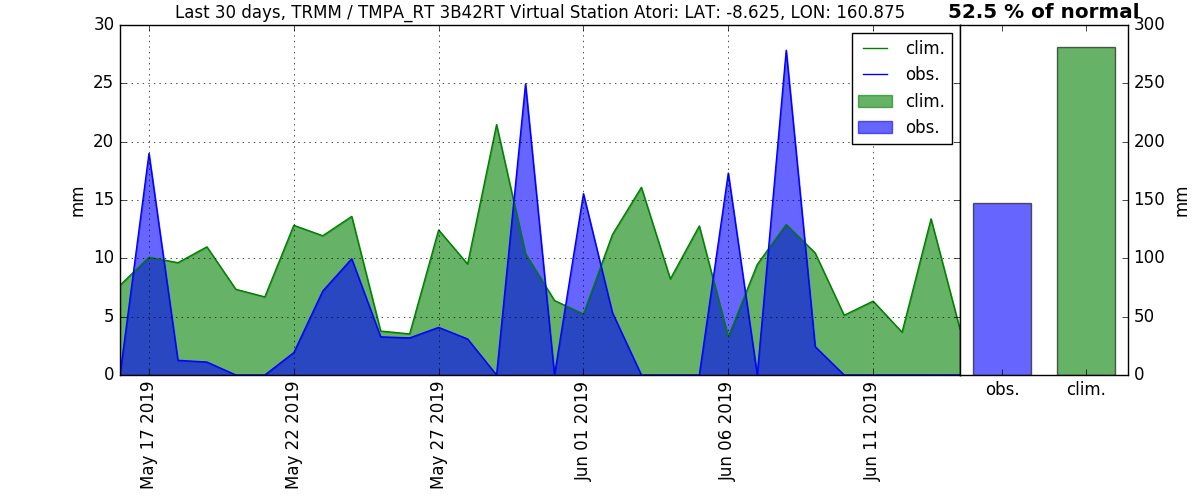 Last 30 days, TRMM / TMPA_RT 3B42RT Virtual Station Atori: LAT: -8.625, LON: 160.875
52.5 % of normal
30
25
20
15
10
5
0
mm
clim.
obs.
clim.
obs.
300
250
200
150
100
50
0
mm
May 17 2019
May 22 2019
May 27 2019
Jun 01 2019
Jun 06 2019
Jun 11 2019
obs.
clim.